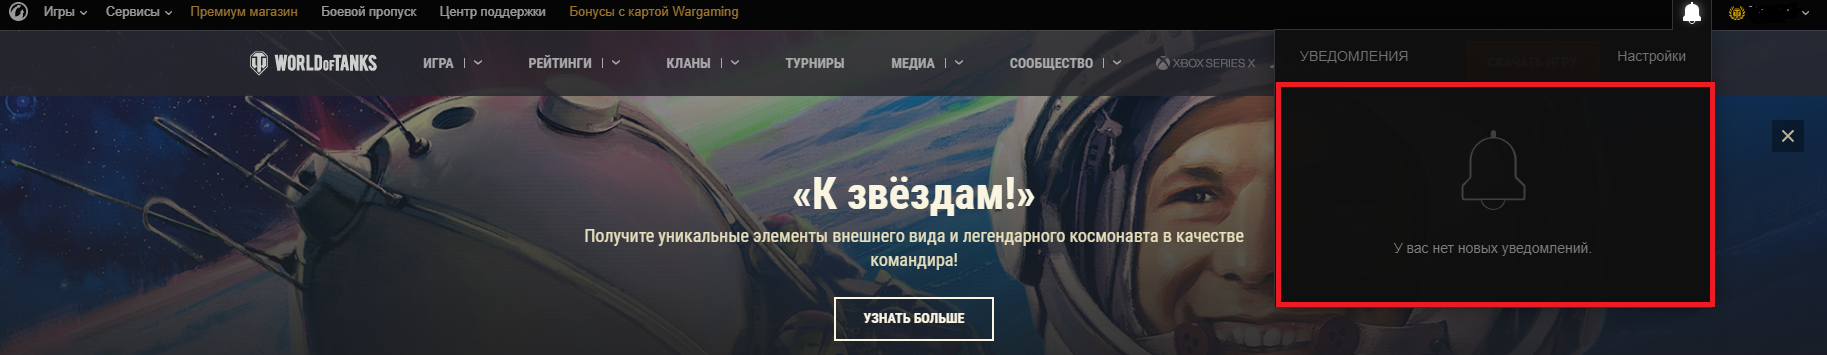 Игры Сервисы Премиум магазин Боевой пропуск Центр поддержки Бонусы с картой Wargaming
WORLD OF TANKS ИГРА РЕЙТИНГИ КЛАНЫ ТУРНИРЫ МЕДИА СООБЩЕСТВО XBOX SERIES X
УВЕДОМЛЕНИЯ СКАЧАТЬ ИГРУ Настройки
«К звёздам!»
Получите уникальные элементы внешнего вида и легендарного космонавта в качестве
командира!
УЗНАТЬ БОЛЬШЕ
У вас нет новых уведомлений.